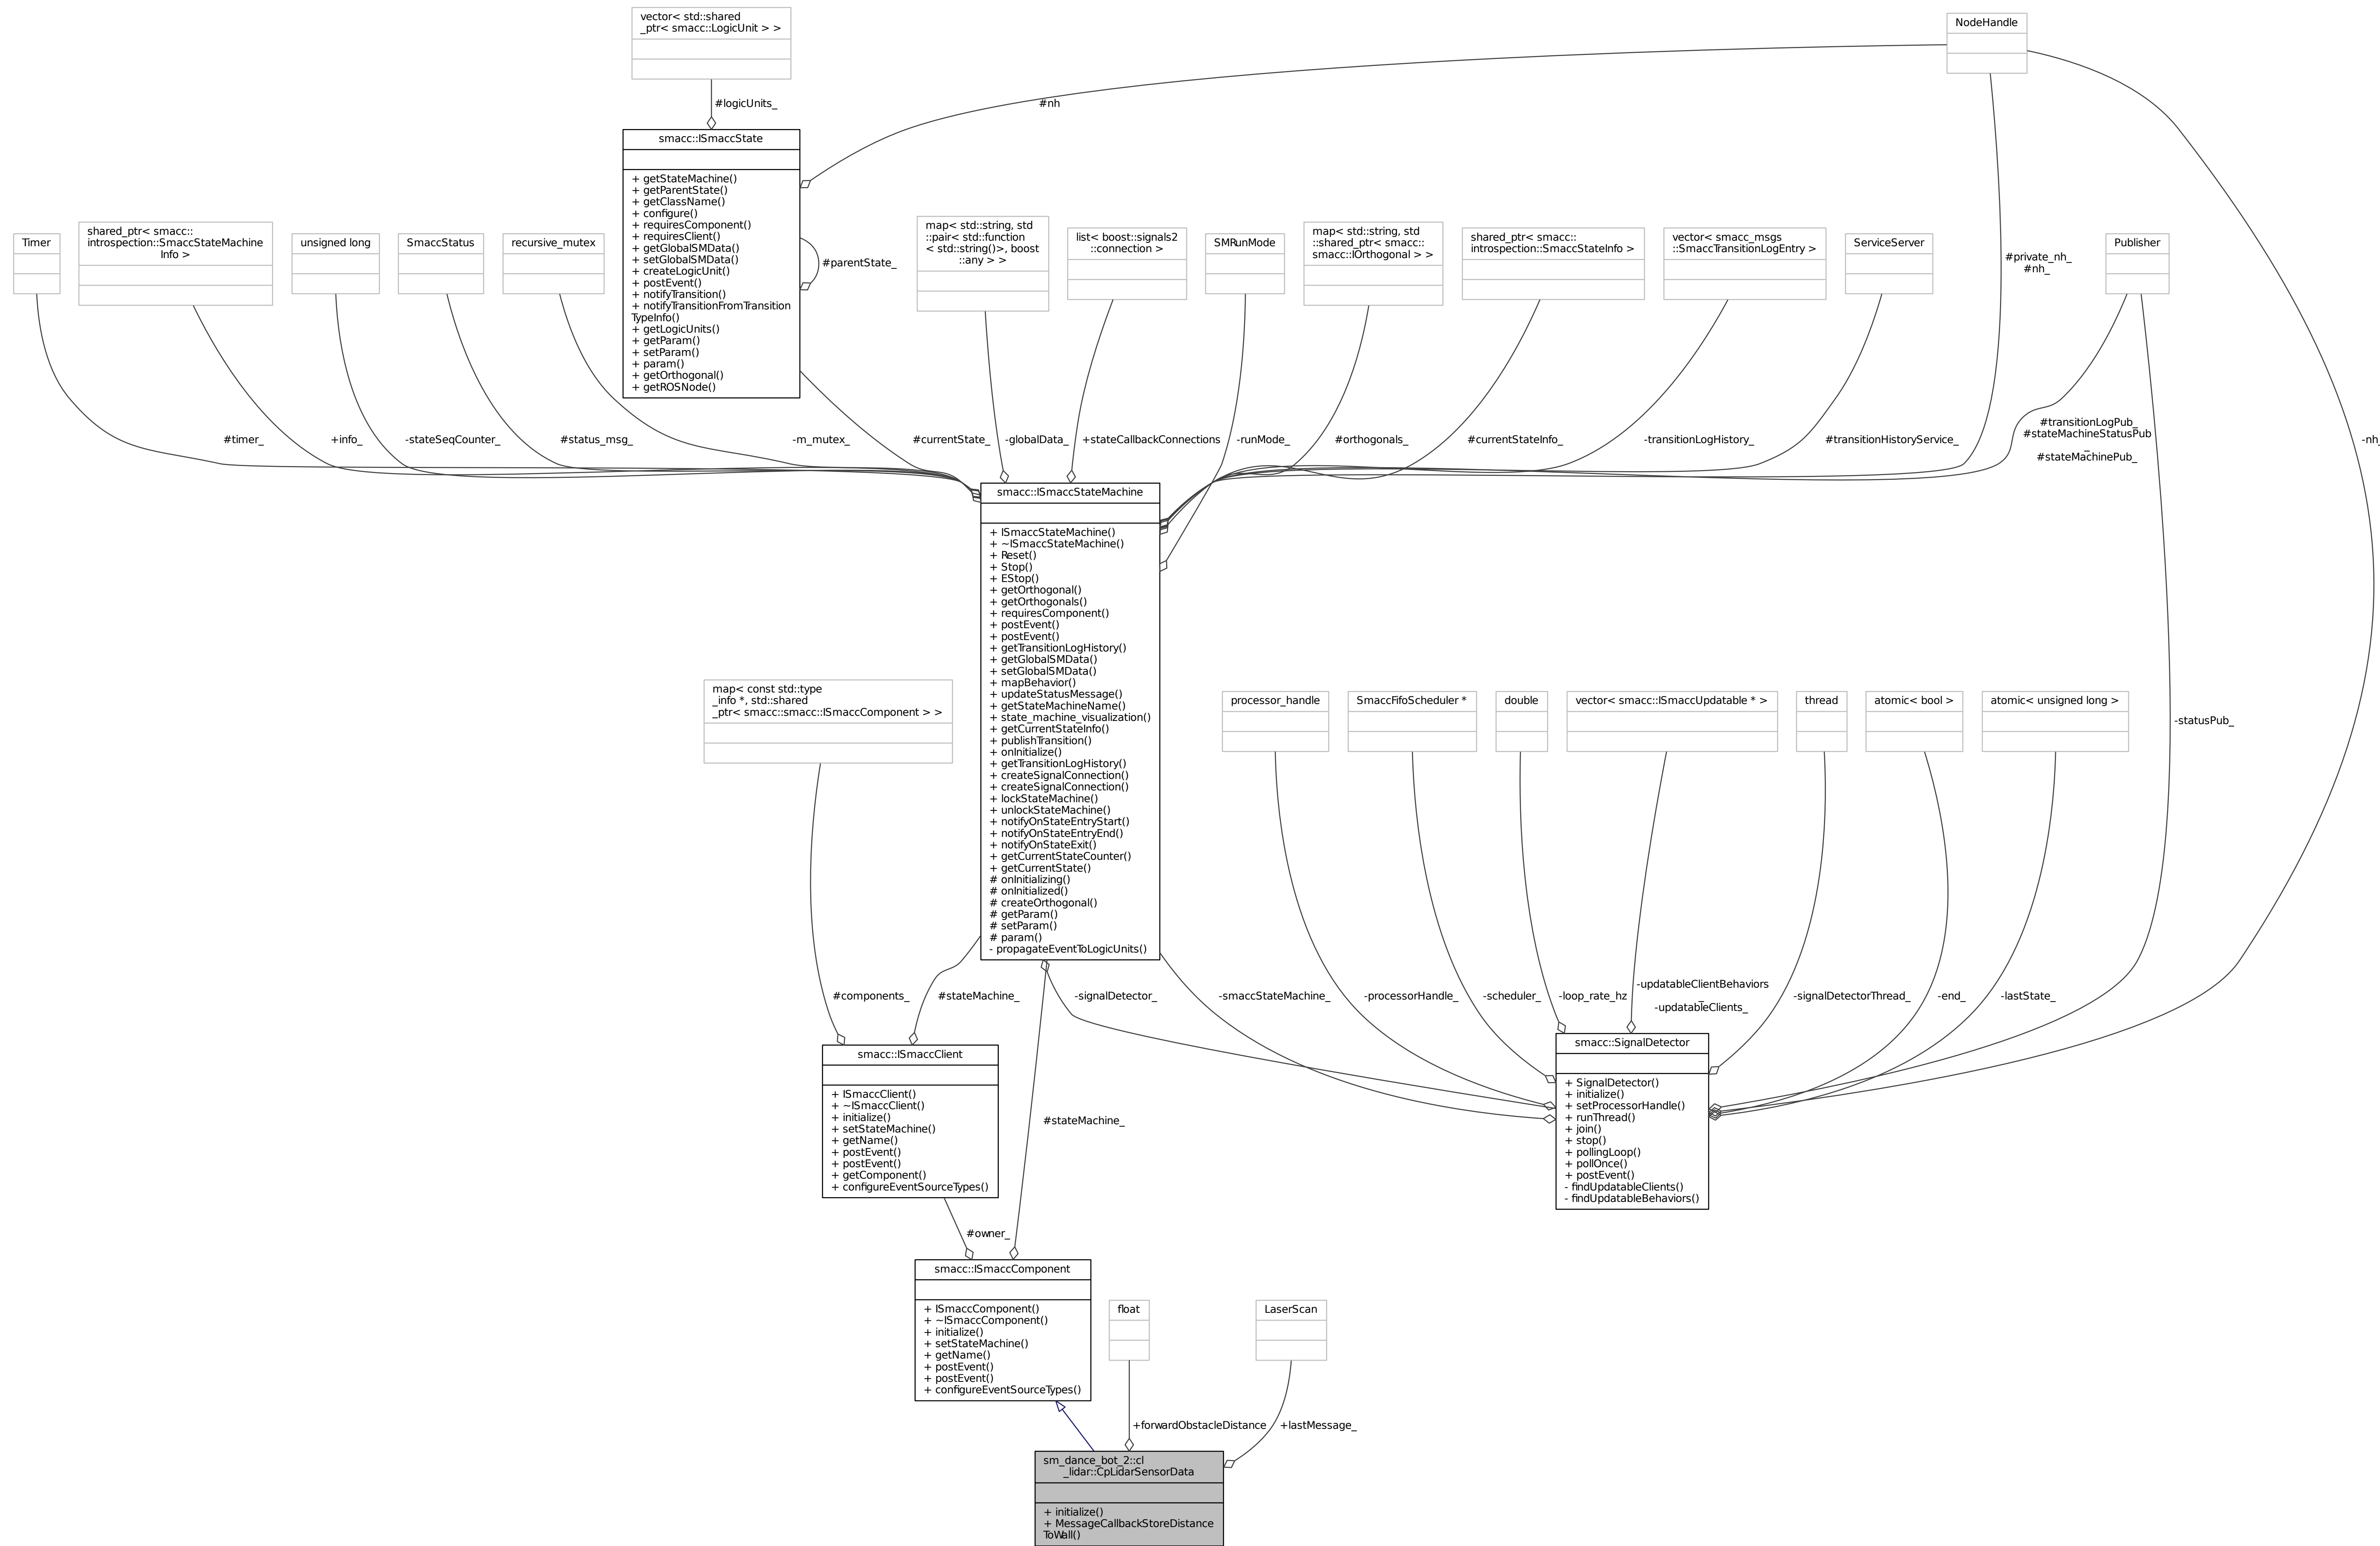 vector< std::shared
_ptr< smacc::LogicUnit > >
NodeHandle
#logicUnits_
#nh
smacc::ISmaccState
+ getStateMachine()
+ getParentState()
+ getClassName()
+ configure()
+ requiresComponent()
+ requiresClient()
+ getGlobalSMData()
+ setGlobalSMData()
+ createLogicUnit()
+ postEvent()
+ notifyTransition()
+ notifyTransitionFromTransition
TypeInfo()
+ getLogicUnits()
+ getParam()
+ setParam()
+ param()
+ getOrthogonal()
+ getROSNode()
#parentState_
Timer
shared_ptr< smacc::
introspection::SmaccStateMachine
Info >
unsigned long
SmaccStatus
recursive_mutex
map< std::string, std
::pair< std::function
< std::string()>, boost
::any > >
list< boost::signals2
::connection >
SMRunMode
map< std::string, std
::shared_ptr< smacc::
smacc::IOrthogonal > >
shared_ptr< smacc::
introspection::SmaccStateInfo >
vector< smacc_msgs
::SmaccTransitionLogEntry >
ServiceServer
Publisher
#private_nh_
#nh_
#timer_
+info_
-stateSeqCounter_
#status_msg_
-m_mutex_
#currentState_
-globalData_
+stateCallbackConnections
-runMode_
#orthogonals_
#currentStateInfo_
-transitionLogHistory_
#transitionHistoryService_
#transitionLogPub_
#stateMachineStatusPub
_
#stateMachinePub_
-nh_
smacc::ISmaccStateMachine
+ ISmaccStateMachine()
+ ~ISmaccStateMachine()
+ Reset()
+ Stop()
+ EStop()
+ getOrthogonal()
+ getOrthogonals()
+ requiresComponent()
+ postEvent()
+ postEvent()
+ getTransitionLogHistory()
+ getGlobalSMData()
+ setGlobalSMData()
+ mapBehavior()
+ updateStatusMessage()
+ getStateMachineName()
+ state_machine_visualization()
+ getCurrentStateInfo()
+ publishTransition()
+ onInitialize()
+ getTransitionLogHistory()
+ createSignalConnection()
+ createSignalConnection()
+ lockStateMachine()
+ unlockStateMachine()
+ notifyOnStateEntryStart()
+ notifyOnStateEntryEnd()
+ notifyOnStateExit()
+ getCurrentStateCounter()
+ getCurrentState()
# onInitializing()
# onInitialized()
# createOrthogonal()
# getParam()
# setParam()
# param()
- propagateEventToLogicUnits()
map< const std::type
_info *, std::shared
_ptr< smacc::smacc::ISmaccComponent > >
processor_handle
SmaccFifoScheduler *
double
vector< smacc::ISmaccUpdatable * >
thread
atomic< bool >
atomic< unsigned long >
-statusPub_
#components_
#stateMachine_
-signalDetector_
-smaccStateMachine_
-processorHandle_
-scheduler_
-loop_rate_hz
-updatableClientBehaviors
_
-updatableClients_
-signalDetectorThread_
-end_
-lastState_
smacc::ISmaccClient
+ ISmaccClient()
+ ~ISmaccClient()
+ initialize()
+ setStateMachine()
+ getName()
+ postEvent()
+ postEvent()
+ getComponent()
+ configureEventSourceTypes()
#stateMachine_
smacc::SignalDetector
+ SignalDetector()
+ initialize()
+ setProcessorHandle()
+ runThread()
+ join()
+ stop()
+ pollingLoop()
+ pollOnce()
+ postEvent()
- findUpdatableClients()
- findUpdatableBehaviors()
#owner_
smacc::ISmaccComponent
+ ISmaccComponent()
+ ~ISmaccComponent()
+ initialize()
+ setStateMachine()
+ getName()
+ postEvent()
+ postEvent()
+ configureEventSourceTypes()
float
LaserScan
+forwardObstacleDistance
+lastMessage_
sm_dance_bot_2::cl
_lidar::CpLidarSensorData
+ initialize()
+ MessageCallbackStoreDistance
ToWall()